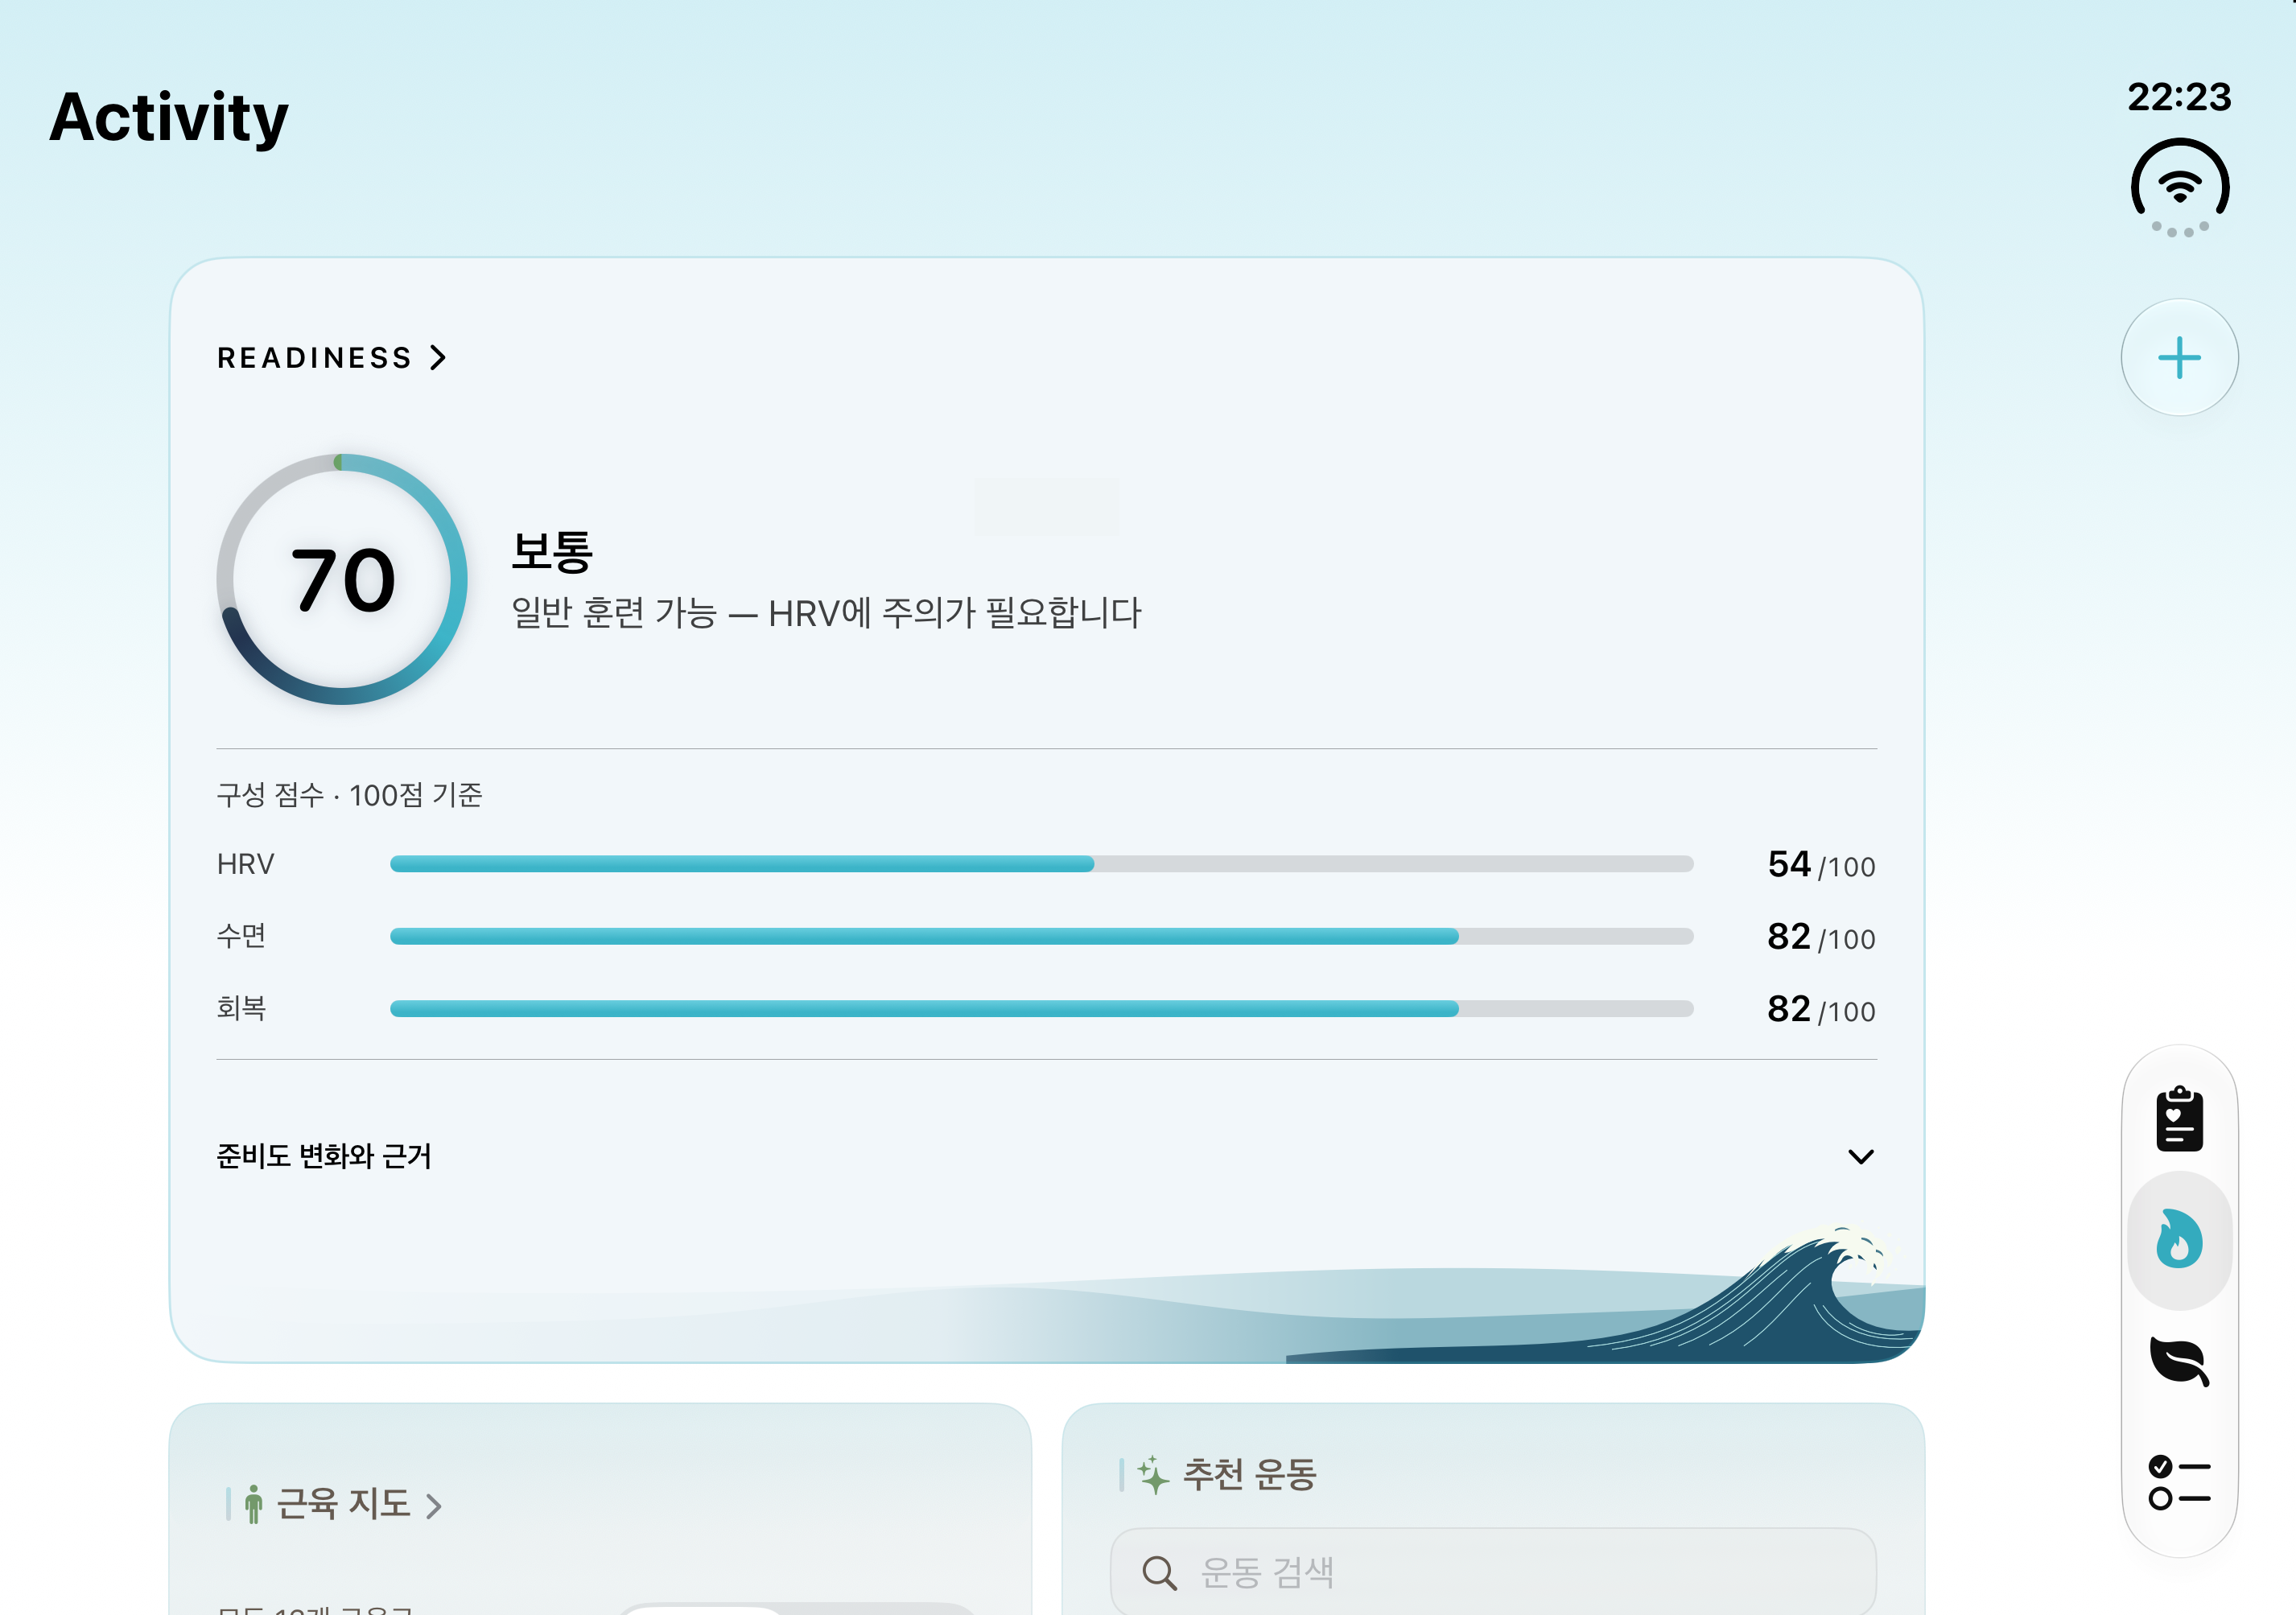 Activity
22:23
READINESS
70
보통
일반 훈련 가능 — HRV에 주의가 필요합니다
구성 점수 · 100점 기준
HRV 54 /100
수면 82 /100
회복 82 /100
준비도 변화와 근거
근육 지도
추천 운동
운동 검색